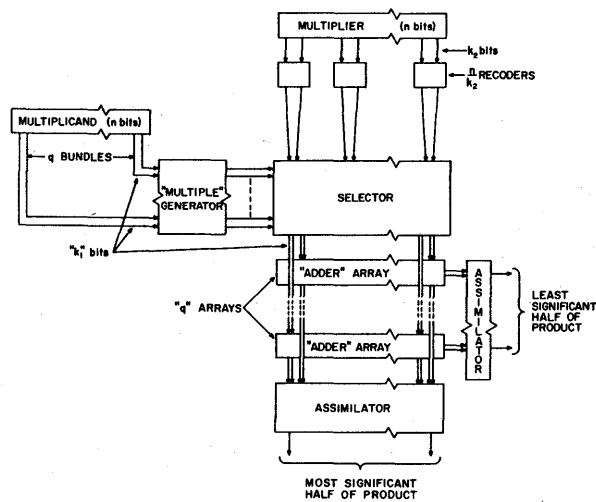 MULTIPLIER (n bits)
k₂ bits
n/k₂ RECODERS
MULTIPLICAND (n bits)
q BUNDLES
"MULTIPLE"
GENERATOR
SELECTOR
"k₁" bits
"ADDER" ARRAY
"q" ARRAYS
"ADDER" ARRAY
ASSIMILATOR
LEAST
SIGNIFICANT
HALF OF
PRODUCT
ASSIMILATOR
MOST SIGNIFICANT
HALF OF PRODUCT